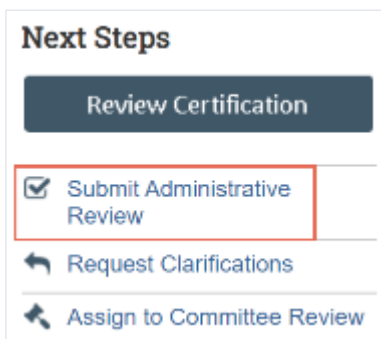 Next Steps
Review Certification
Submit Administrative
Review
Request Clarifications
Assign to Committee Review